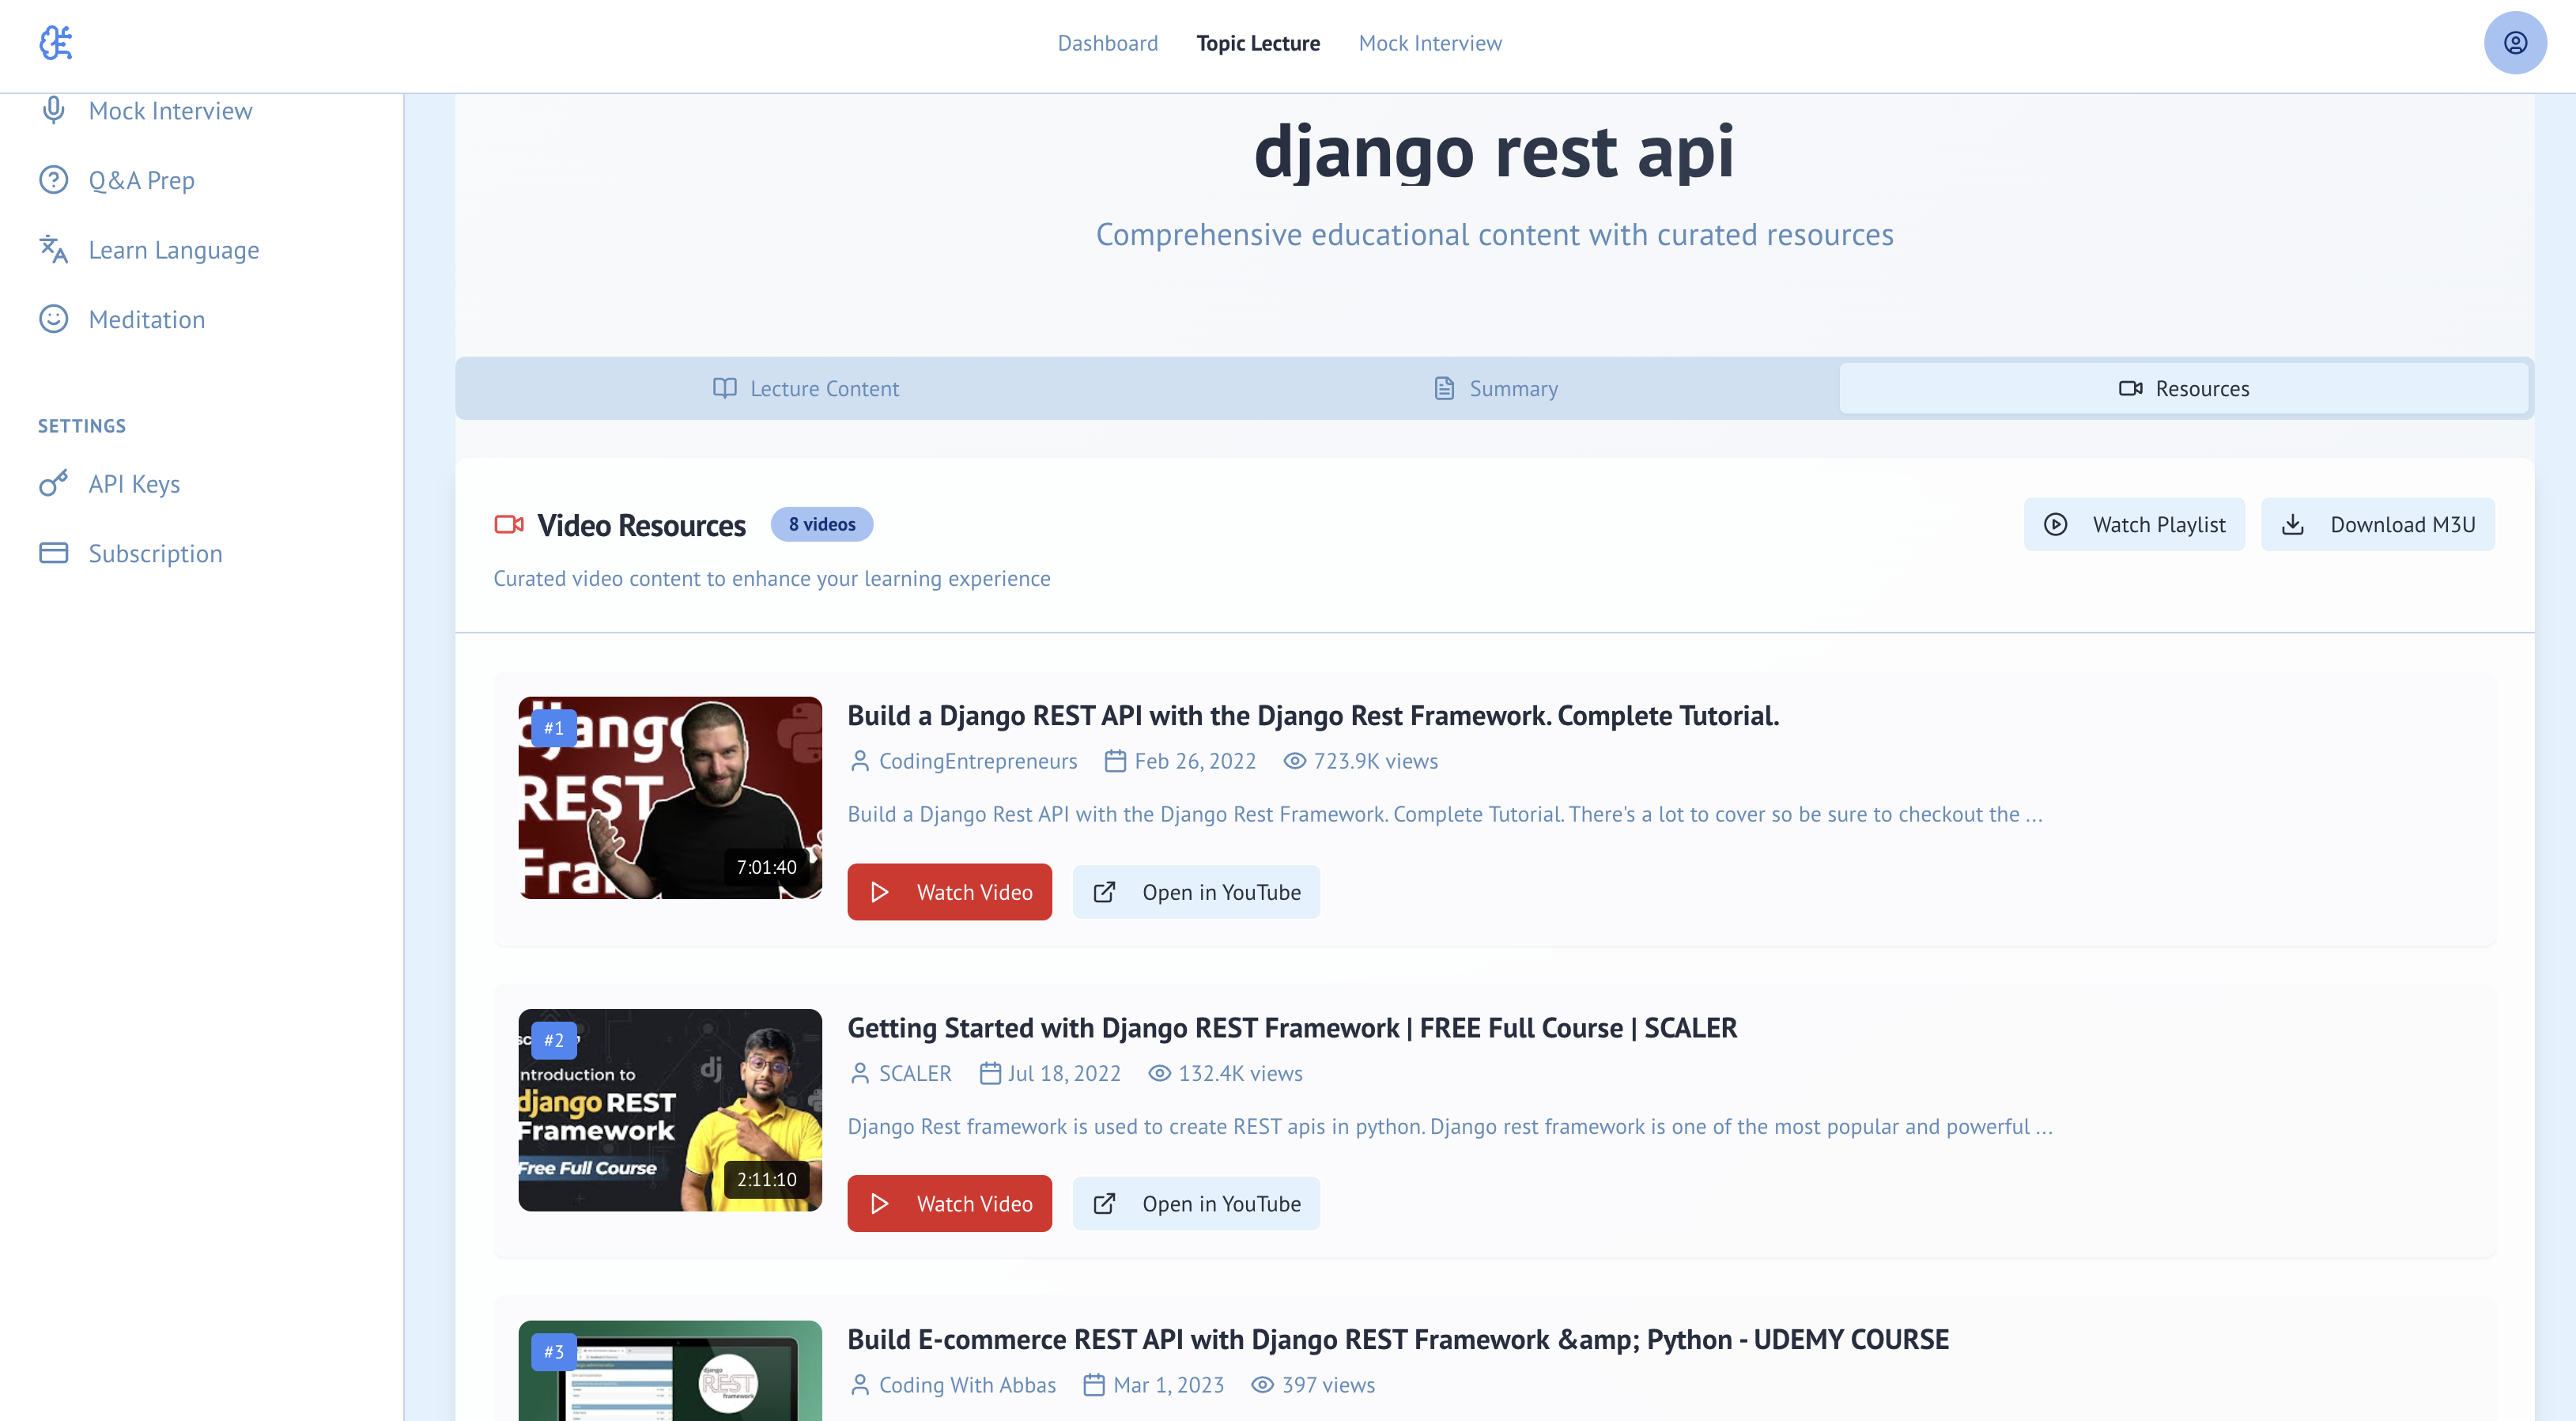 Dashboard Topic Lecture Mock Interview
Mock Interview
Q&A Prep
Learn Language
Meditation
SETTINGS
API Keys
Subscription
django rest api
Comprehensive educational content with curated resources
Lecture Content Summary Resources
Video Resources 8 videos Watch Playlist Download M3U
Curated video content to enhance your learning experience
#1
django
REST
Fra
7:01:40
Build a Django REST API with the Django Rest Framework. Complete Tutorial.
CodingEntrepreneurs Feb 26, 2022 723.9K views
Build a Django Rest API with the Django Rest Framework. Complete Tutorial. There's a lot to cover so be sure to checkout the ...
Watch Video Open in YouTube
#2
dj
ntroduction to
django REST
Framework
Free Full Course
2:11:10
Getting Started with Django REST Framework | FREE Full Course | SCALER
SCALER Jul 18, 2022 132.4K views
Django Rest framework is used to create REST apis in python. Django rest framework is one of the most popular and powerful ...
Watch Video Open in YouTube
#3
django
REST
framework
Build E-commerce REST API with Django REST Framework &amp; Python - UDEMY COURSE
Coding With Abbas Mar 1, 2023 397 views